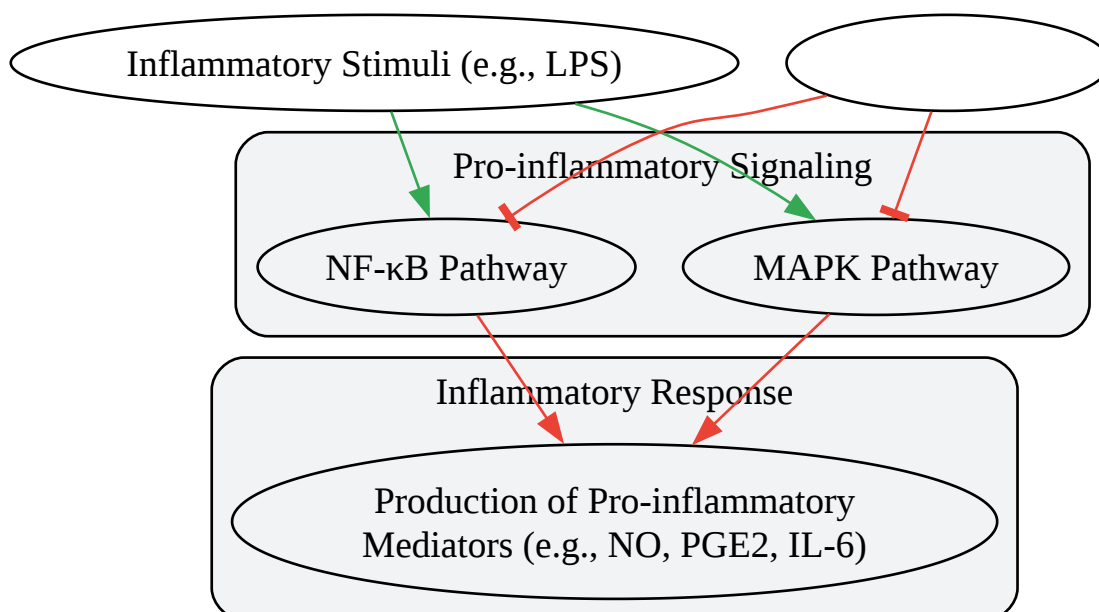 Inflammatory Stimuli (e.g., LPS)
Pro-inflammatory Signaling
NF-κB Pathway
MAPK Pathway
Inflammatory Response
Production of Pro-inflammatory
Mediators (e.g., NO, PGE2, IL-6)